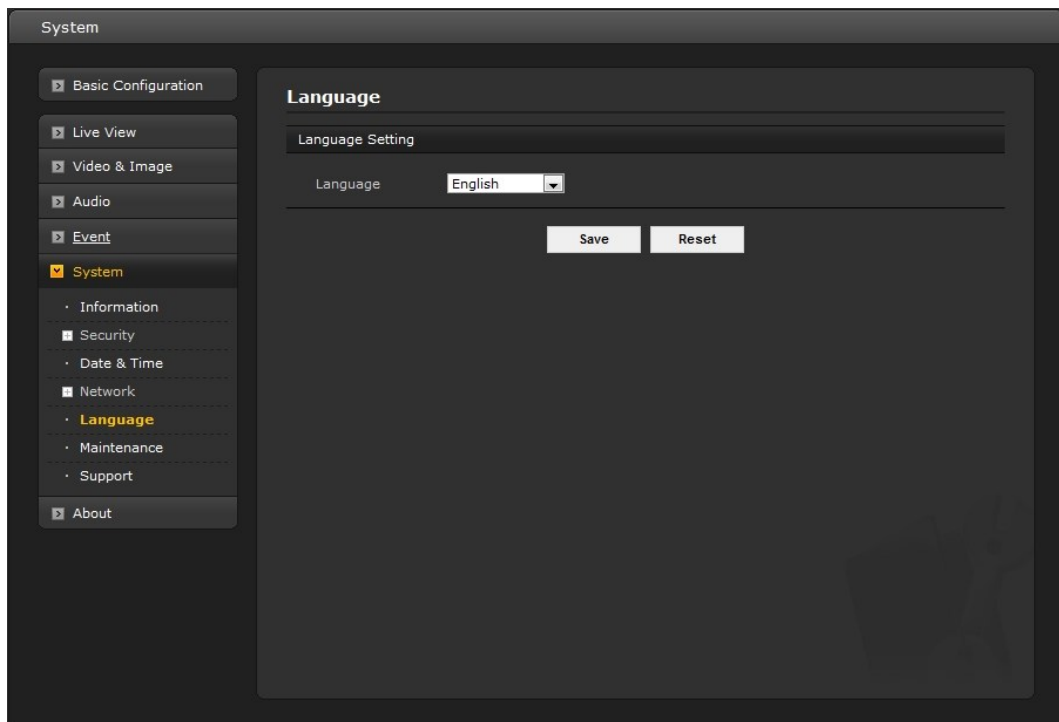 System
Basic Configuration
Live View
Video & Image
Audio
Event
System
Information
Security
Date & Time
Network
Language
Maintenance
Support
About
Language
Language Setting
Language English
Save Reset